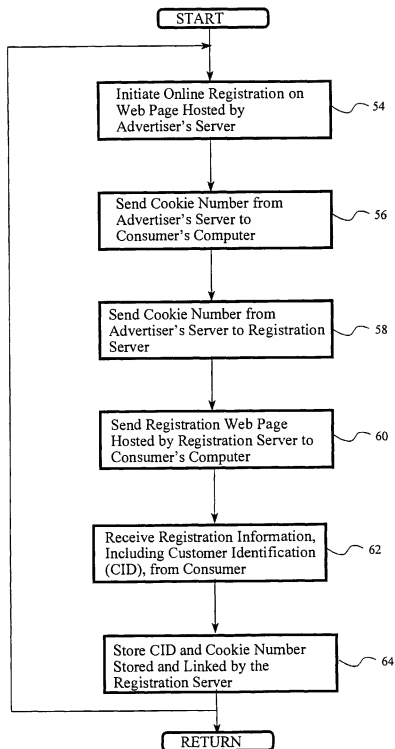 START
Initiate Online Registration on
Web Page Hosted by
Advertiser's Server
54
Send Cookie Number from
Advertiser's Server to
Consumer's Computer
56
Send Cookie Number from
Advertiser's Server to Registration
Server
58
Send Registration Web Page
Hosted by Registration Server to
Consumer's Computer
60
Receive Registration Information,
Including Customer Identification
(CID), from Consumer
62
Store CID and Cookie Number
Stored and Linked by the
Registration Server
64
RETURN